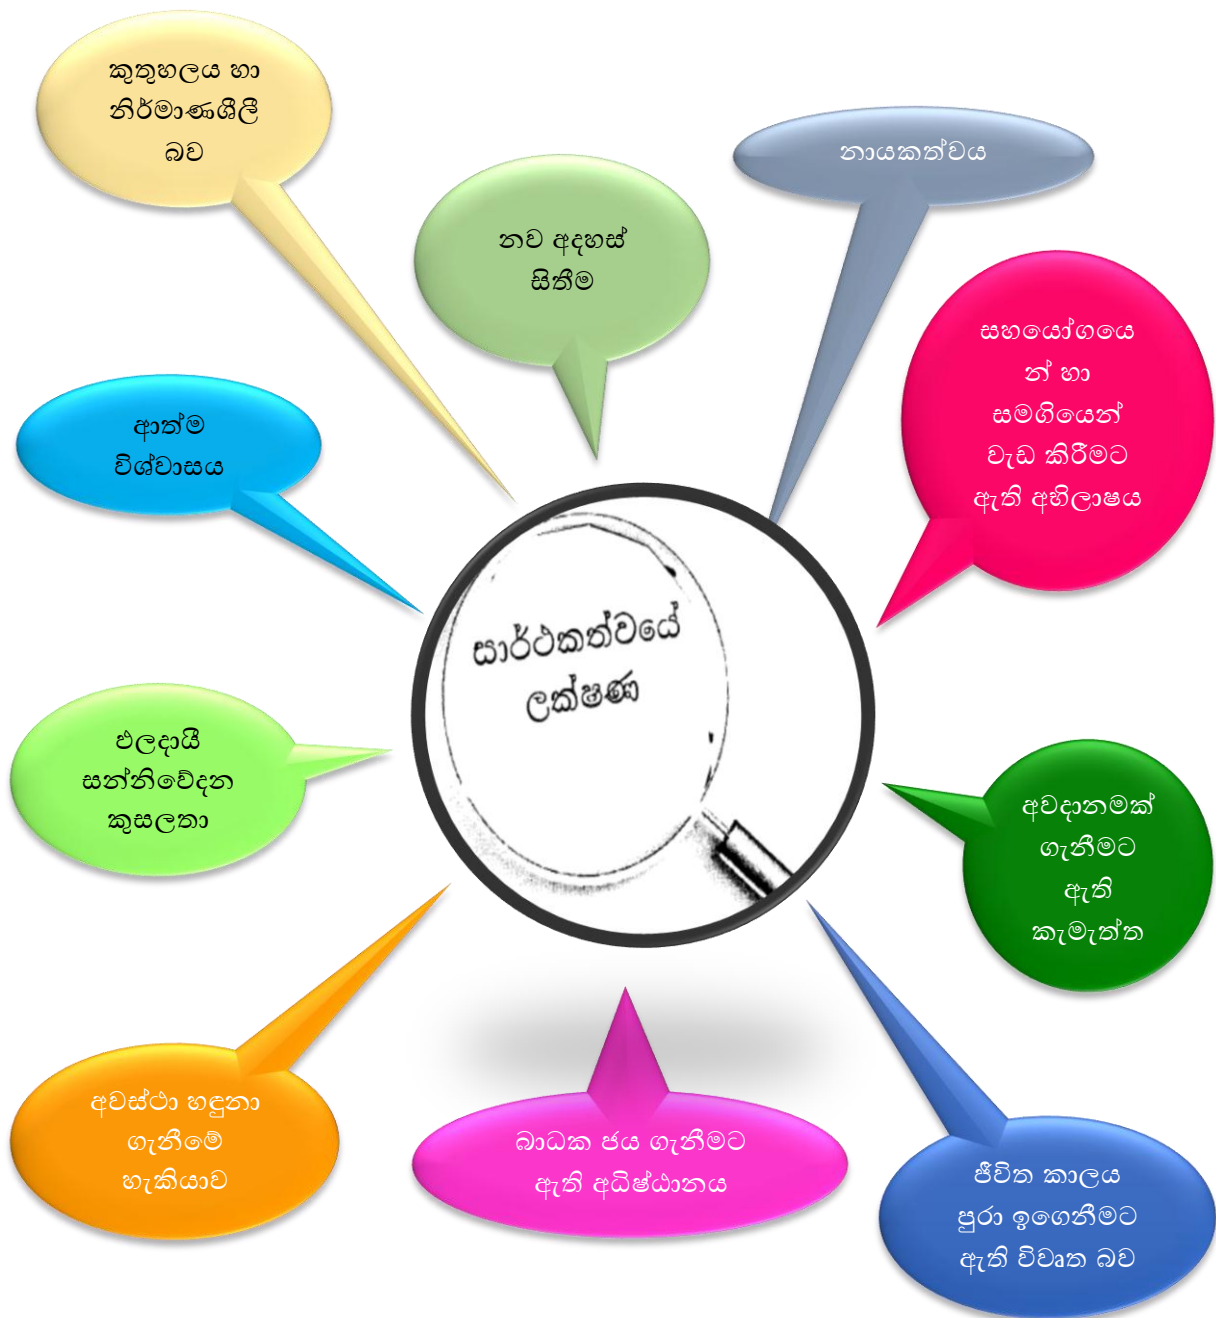 කුතුහලය හා
නිර්මාණශීලී
බව
නව අදහස්
සිතීම
නායකත්වය
සහයෝගයෙ
න් හා
සමගියෙන්
වැඩ කිරීමට
ඇති අභිලාෂය
ආත්ම
විශ්වාසය
සාර්ථකත්වයේ
ලක්ෂණ
ඵලදායී
සන්නිවේදන
කුසලතා
අවදානමක්
ගැනීමට
ඇති
කැමැත්ත
අවස්ථා හඳුනා
ගැනීමේ
හැකියාව
බාධක ජය ගැනීමට
ඇති අධිෂ්ඨානය
ජීවිත කාලය
පුරා ඉගෙනීමට
ඇති විවෘත බව